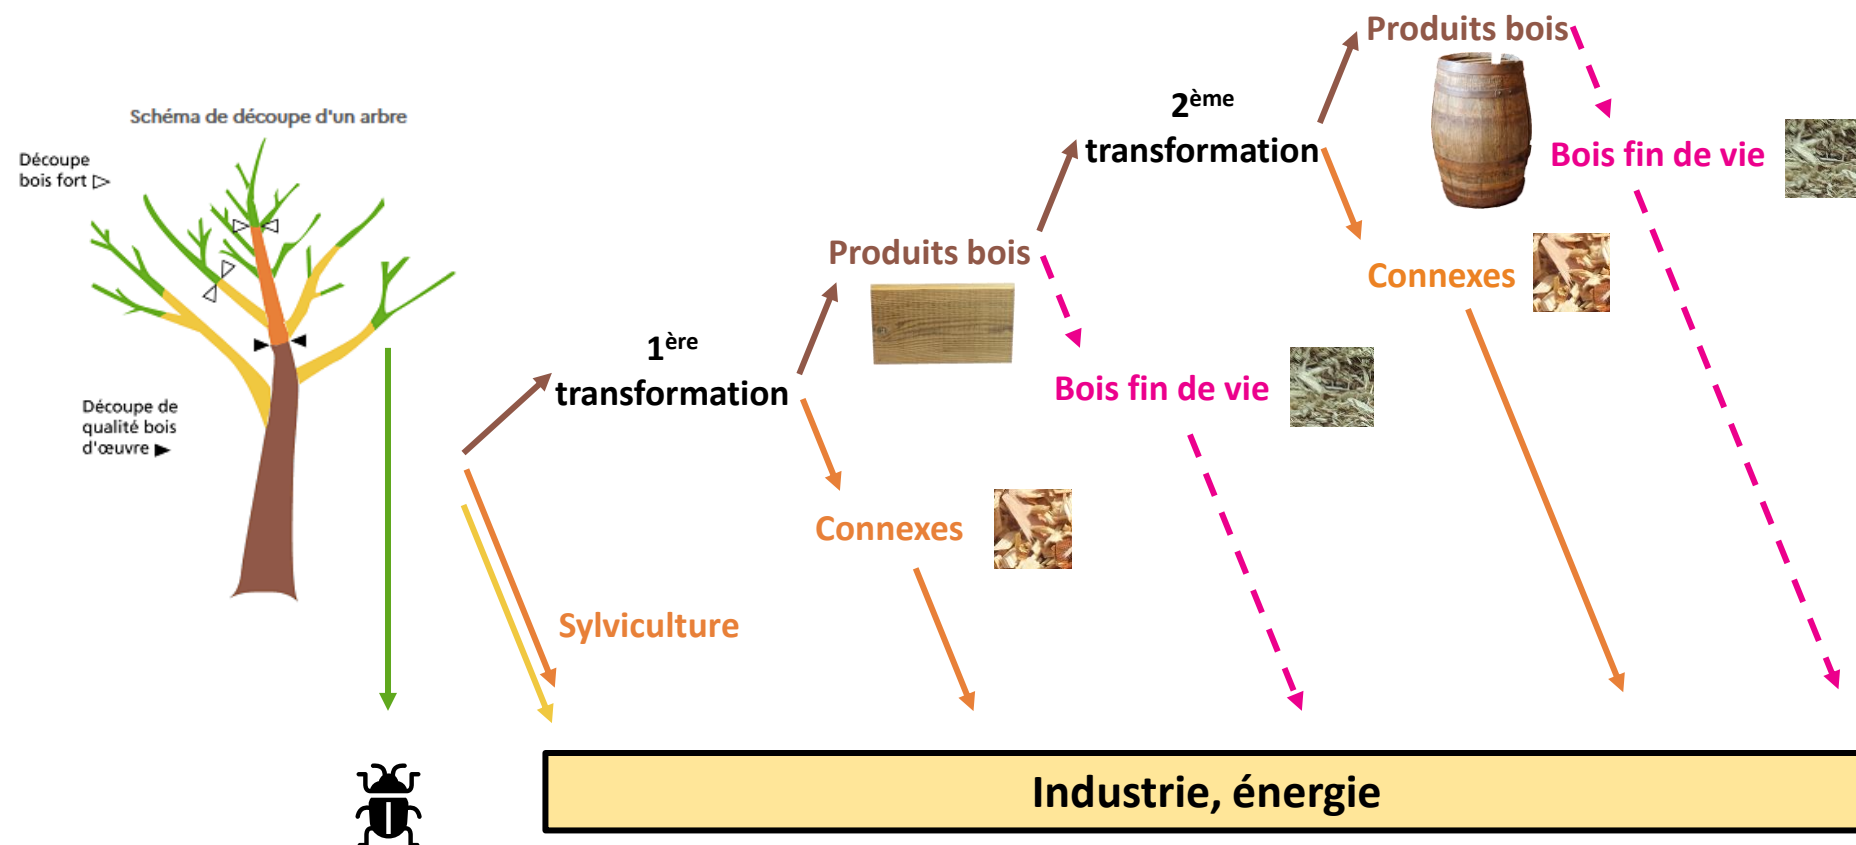 Schéma de découpe d'un arbre
Découpe
bois fort
Découpe de
qualité bois
d'œuvre
1ère
transformation
Produits bois
Connexes
Sylviculture
Bois fin de vie
2ème
transformation
Produits bois
Bois fin de vie
Connexes
Industrie, énergie